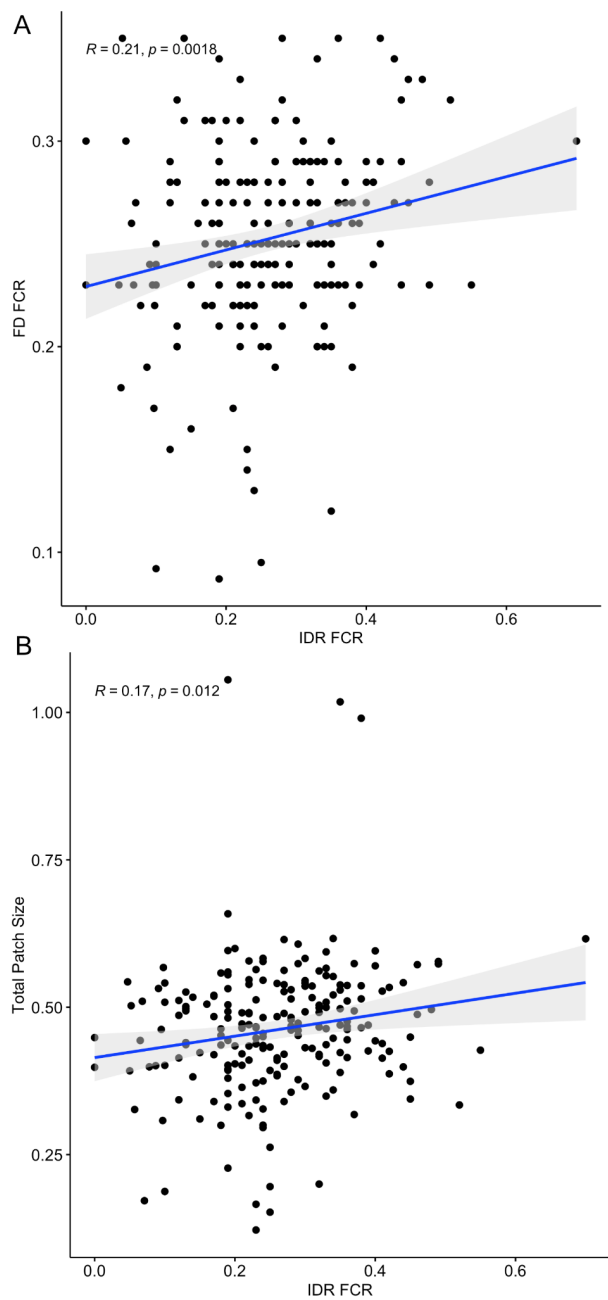 A
R = 0.21, p = 0.0018
0.3
0.2
0.1
FD FCR
0.0
0.2
0.4
0.6
IDR FCR
B
R = 0.17, p = 0.012
1.00
0.75
0.50
0.25
Total Patch Size
0.0
0.2
0.4
0.6
IDR FCR